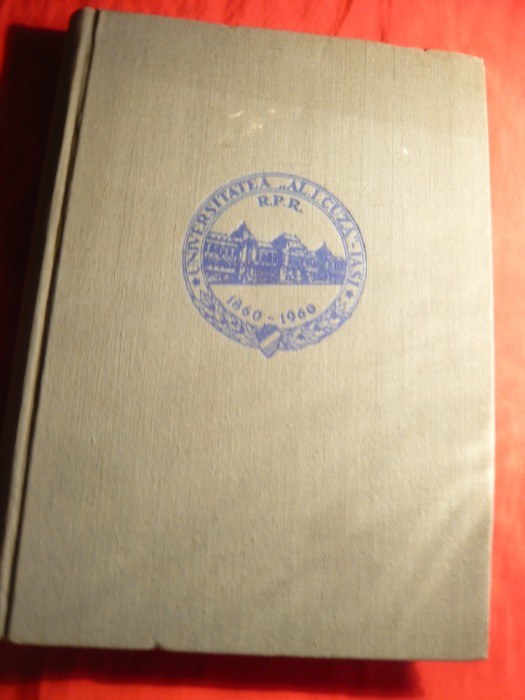 * UNIVERSITATEA „AL. I. CUZA” - IAȘI *
R.P.R.
1860 - 1960